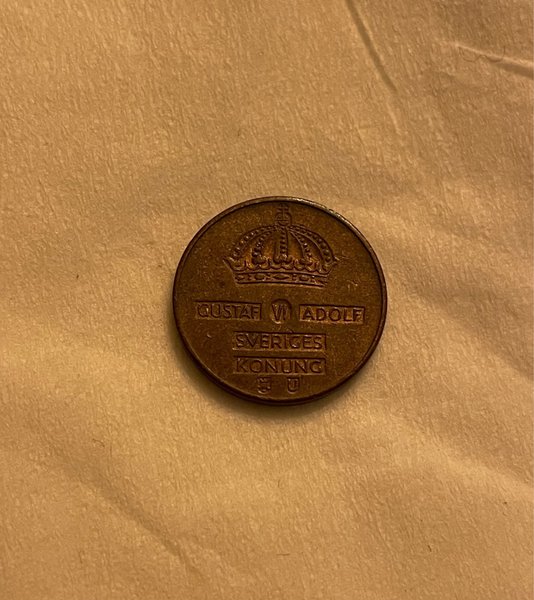 GUSTAF VI ADOLF
SVERIGES
KONUNG
U